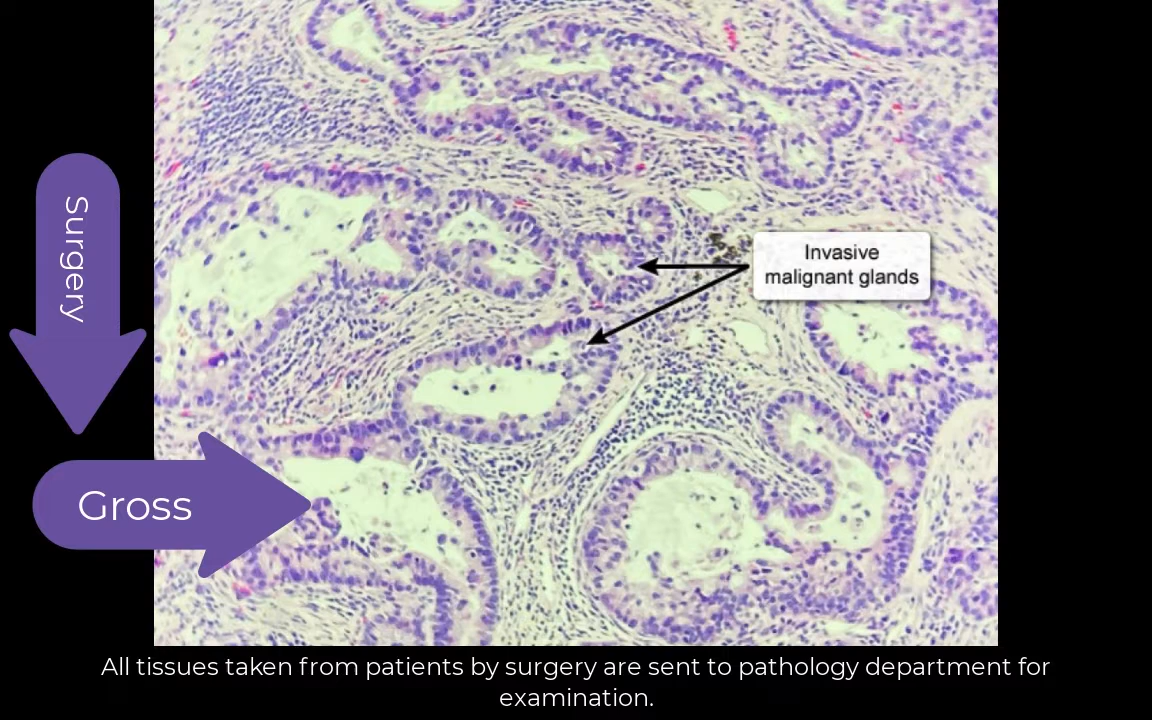 Surgery
Invasive
malignant glands
Gross
All tissues taken from patients by surgery are sent to pathology department for
examination.